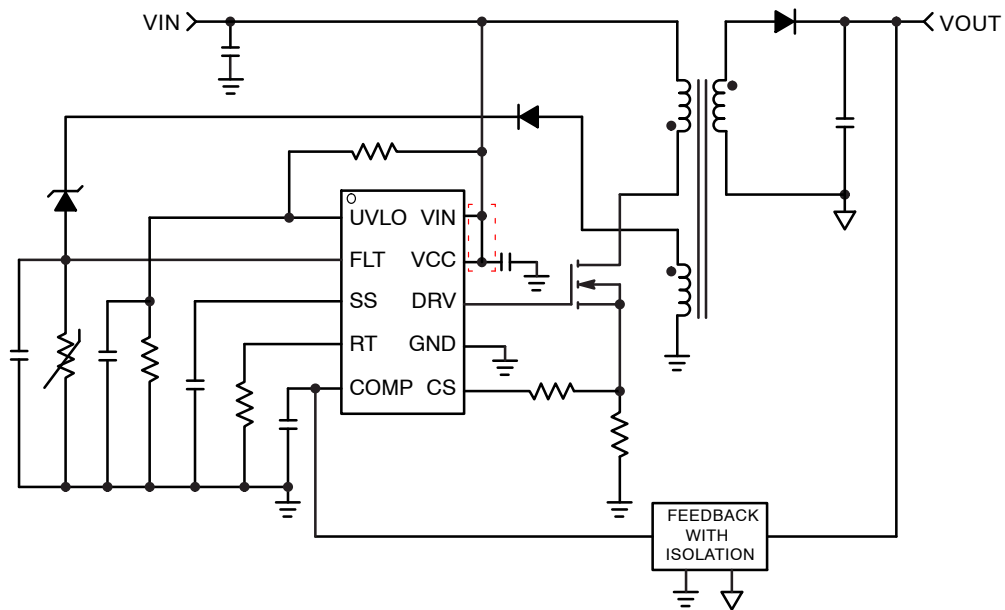 VIN
VOUT
UVLO VIN
FLT VCC
SS DRV
RT GND
COMP CS
FEEDBACK
WITH
ISOLATION